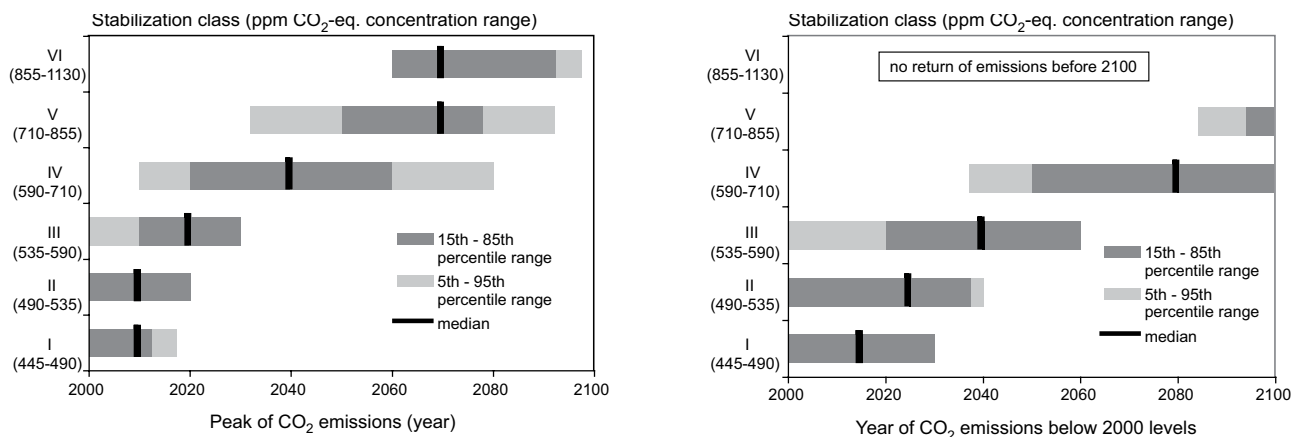 Stabilization class (ppm CO2-eq. concentration range)
VI
(855-1130)
V
(710-855)
IV
(590-710)
III
(535-590)
II
(490-535)
I
(445-490)
15th - 85th
percentile range
5th - 95th
percentile range
median
2000 2020 2040 2060 2080 2100
Peak of CO2 emissions (year)
Stabilization class (ppm CO2-eq. concentration range)
VI
(855-1130)
no return of emissions before 2100
V
(710-855)
IV
(590-710)
III
(535-590)
II
(490-535)
I
(445-490)
15th - 85th
percentile range
5th - 95th
percentile range
median
2000 2020 2040 2060 2080 2100
Year of CO2 emissions below 2000 levels